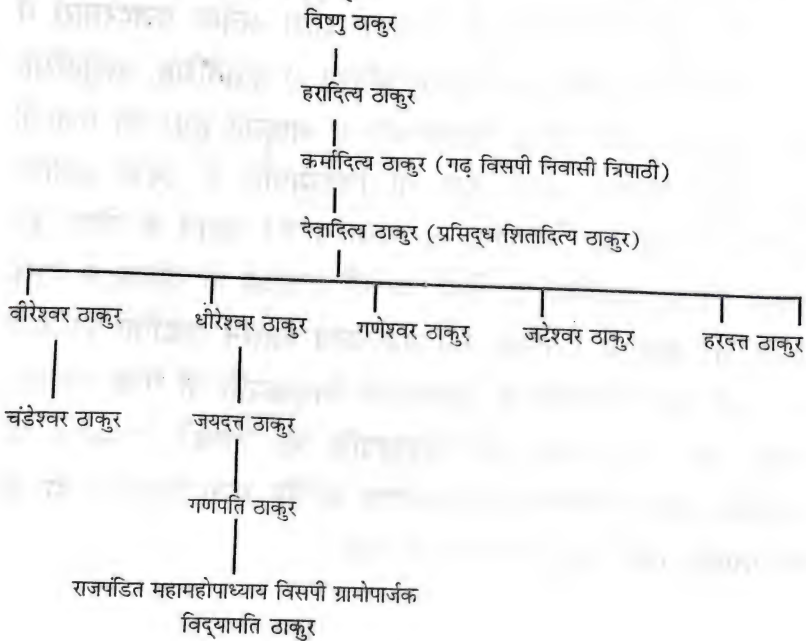 विष्णु ठाकुर
हरादित्य ठाकुर
कर्मादित्य ठाकुर (गढ़ विसपी निवासी त्रिपाठी)
देवादित्य ठाकुर (प्रसिद्ध शितादित्य ठाकुर)
वीरेश्वर ठाकुर धीरेश्वर ठाकुर गणेश्वर ठाकुर जटेश्वर ठाकुर हरदत्त ठाकुर
चंडेश्वर ठाकुर जयदत्त ठाकुर
गणपति ठाकुर
राजपंडित महामहोपाध्याय विसपी ग्रामोपार्जक
विद्यापति ठाकुर